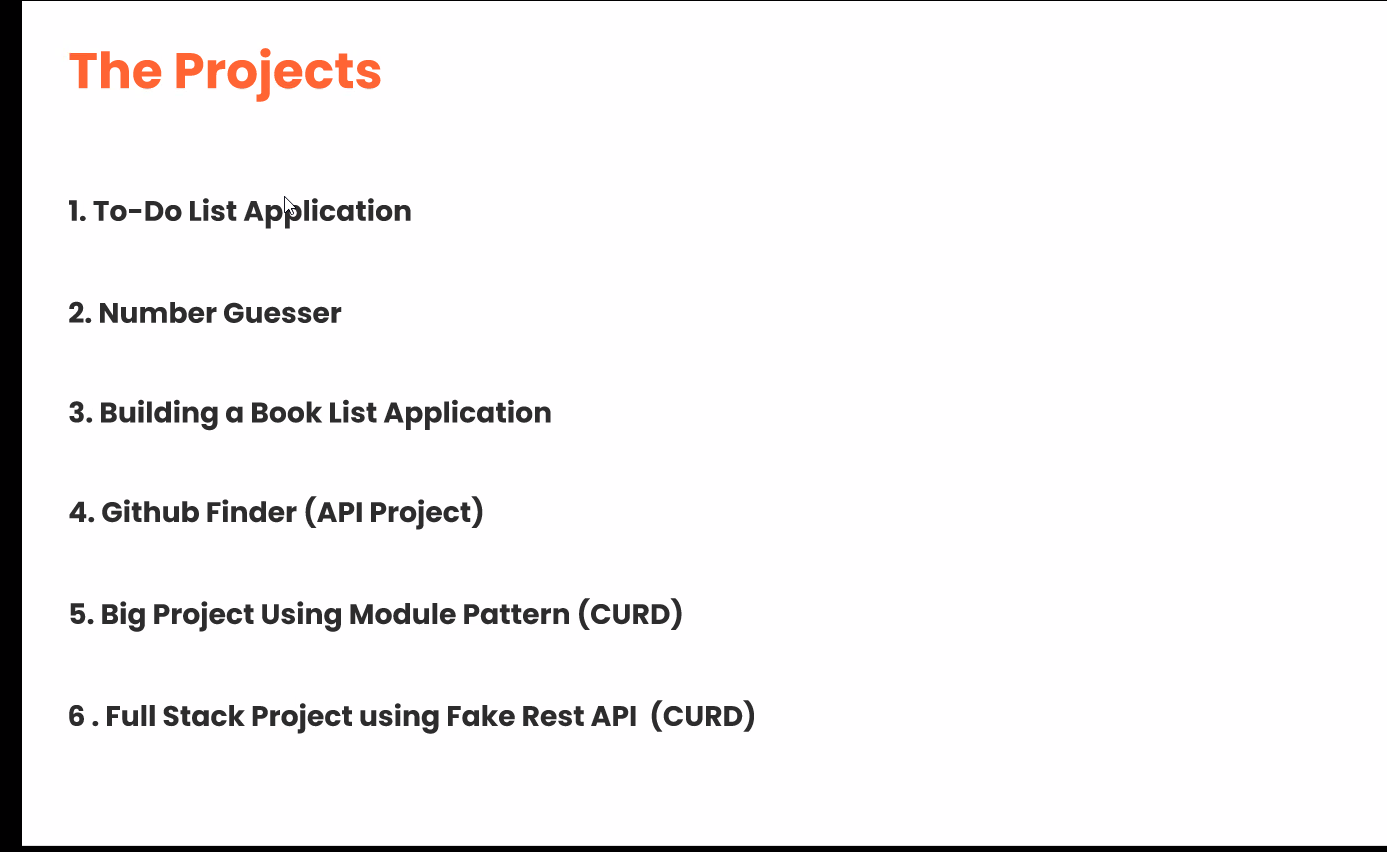 The Projects
1. To-Do List Application
2. Number Guesser
3. Building a Book List Application
4. Github Finder (API Project)
5. Big Project Using Module Pattern (CURD)
6 . Full Stack Project using Fake Rest API  (CURD)